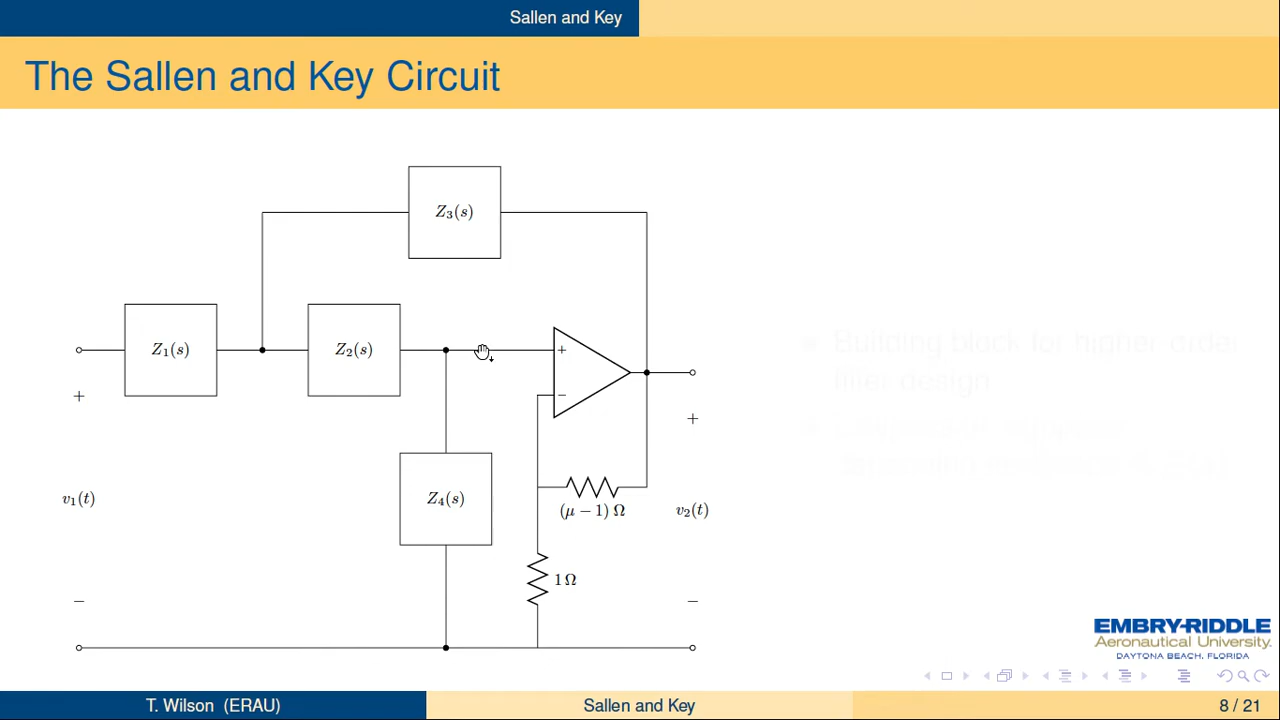 Sallen and Key
The Sallen and Key Circuit
Z₃(s)
Z₁(s)
Z₂(s)
+
+
−
+
Building block for higher order
filter design
Z₄(s)
v₁(t)
(μ − 1) Ω
v₂(t)
1 Ω
−
−
EMBRY-RIDDLE
Aeronautical University.
DAYTONA BEACH, FLORIDA
T. Wilson (ERAU)
Sallen and Key
8 / 21